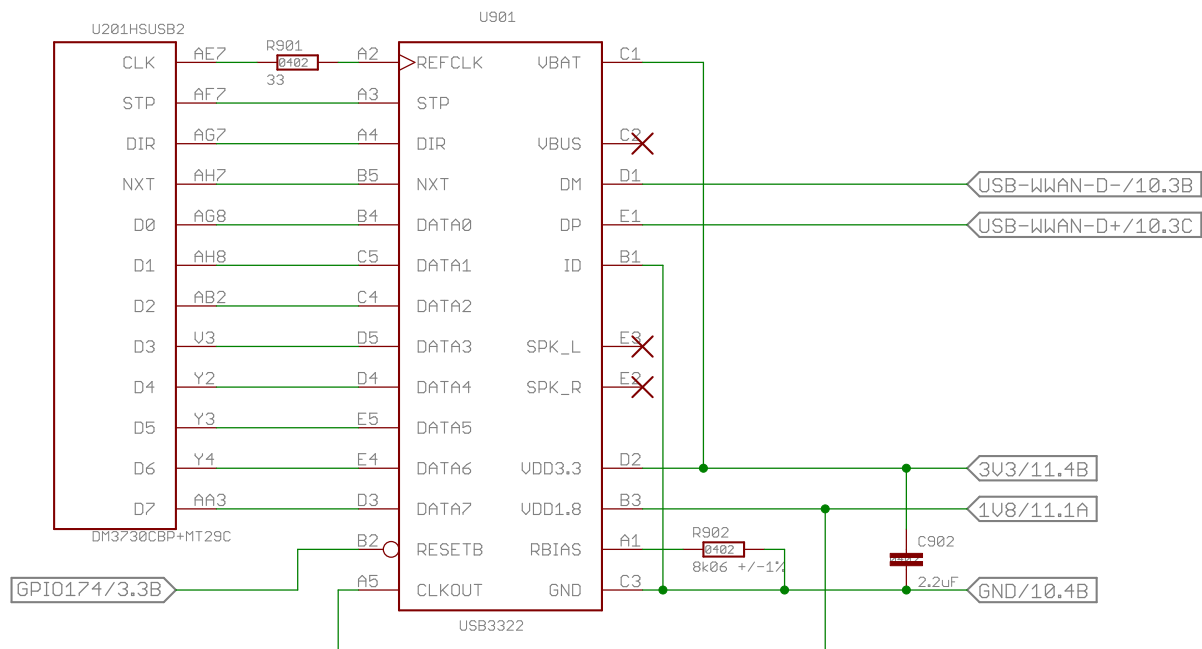 U901
U201HSUSB2
CLK AE7 R901 0402 33 A2 REFCLK VBAT C1
STP AF7 A3 STP
DIR AG7 A4 DIR VBUS C2
NXT AH7 B5 NXT DM D1 USB-WWAN-D-/10.3B
D0 AG8 B4 DATA0 DP E1 USB-WWAN-D+/10.3C
D1 AH8 C5 DATA1 ID B1
D2 AB2 C4 DATA2
D3 V3 D5 DATA3 SPK_L E3
D4 Y2 D4 DATA4 SPK_R E2
D5 Y3 E5 DATA5
D6 Y4 E4 DATA6 VDD3.3 D2 3V3/11.4B
D7 AA3 D3 DATA7 VDD1.8 B3 1V8/11.1A
DM3730CBP+MT29C
B2 RESETB RBIAS A1 R902 0402 8k06 +/-1% C902
GPIO174/3.3B A5 CLKOUT GND C3 2.2uF GND/10.4B
USB3322